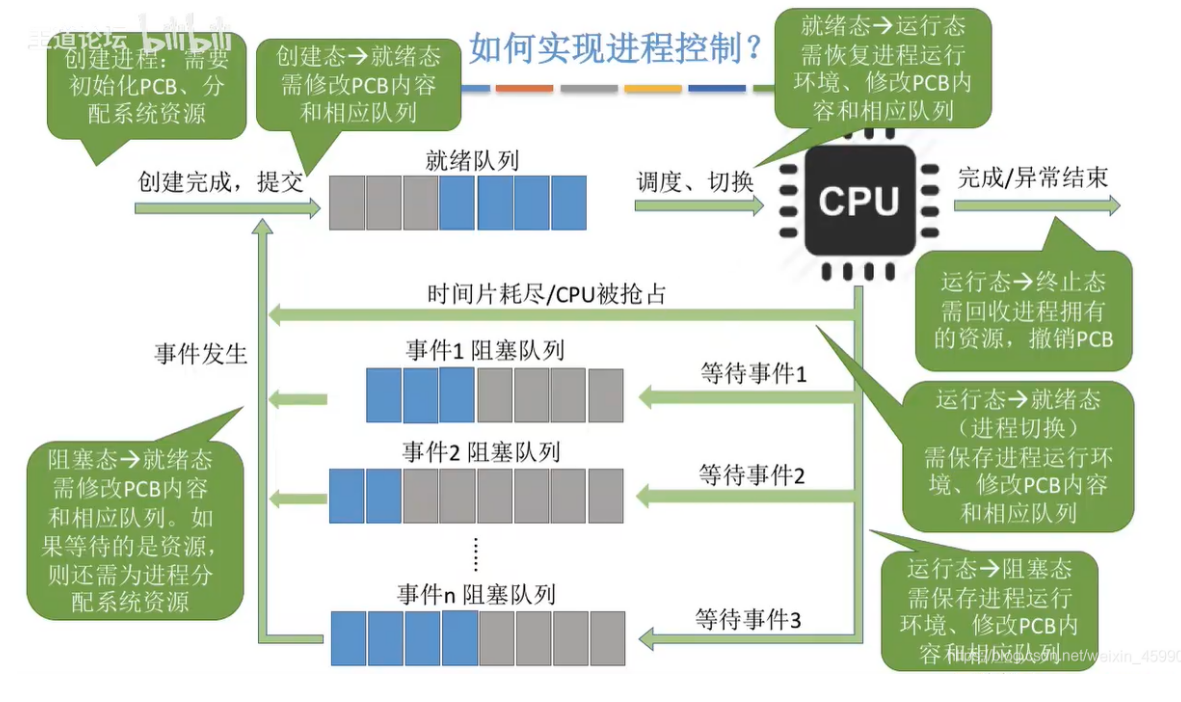 王道论坛 bilibili
创建进程：需要
初始化PCB、分
配系统资源
创建态→就绪态
需修改PCB内容
和相应队列
如何实现进程控制？
就绪态→运行态
需恢复进程运行
环境、修改PCB内
容和相应队列
创建完成，提交
就绪队列
调度、切换
CPU
完成/异常结束
运行态→终止态
需回收进程拥有
的资源，撤销PCB
时间片耗尽/CPU被抢占
事件发生
事件1 阻塞队列
等待事件1
运行态→就绪态
（进程切换）
需保存进程运行环
境、修改PCB内容
和相应队列
事件2 阻塞队列
等待事件2
阻塞态→就绪态
需修改PCB内容
和相应队列。如
果等待的是资源，
则还需为进程分
配系统资源
事件n 阻塞队列
等待事件3
运行态→阻塞态
需保存进程运行
环境、修改PCB内
容和相应队列
https://blog.csdn.net/weixin_45990